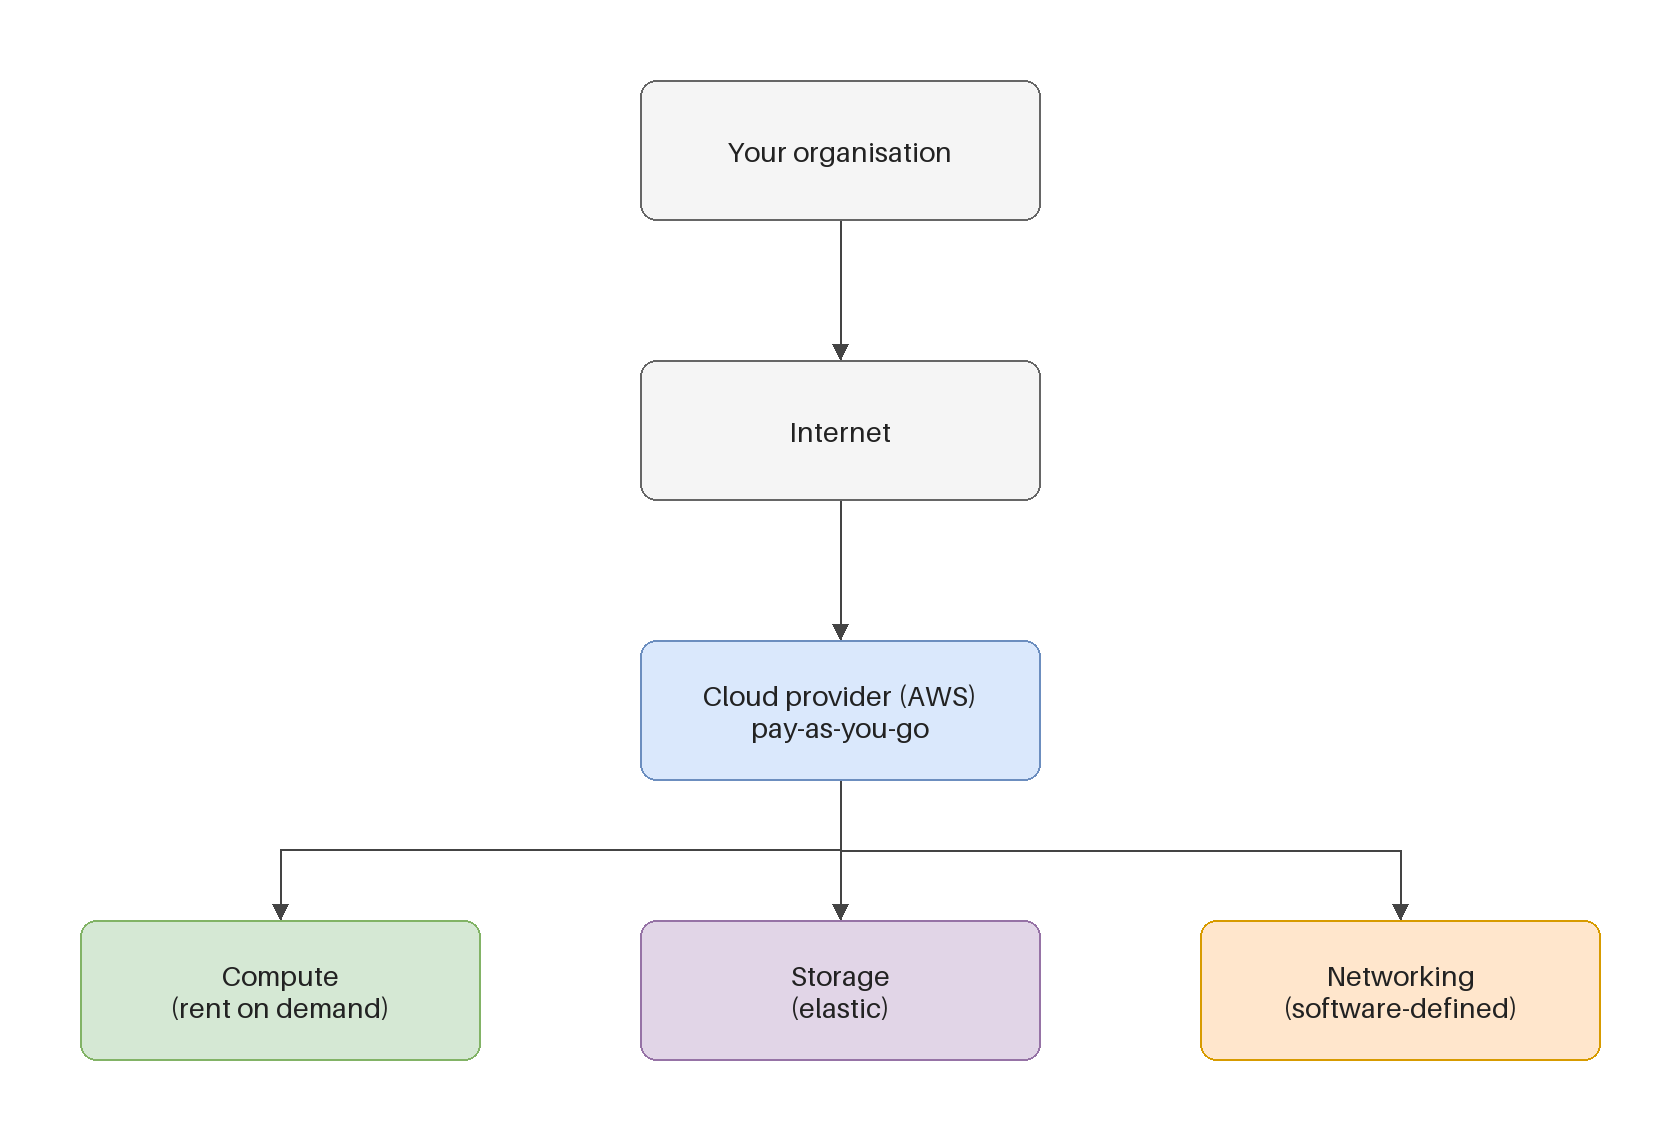 Your organisation
Internet
Cloud provider (AWS)
pay-as-you-go
Compute
(rent on demand)
Storage
(elastic)
Networking
(software-defined)